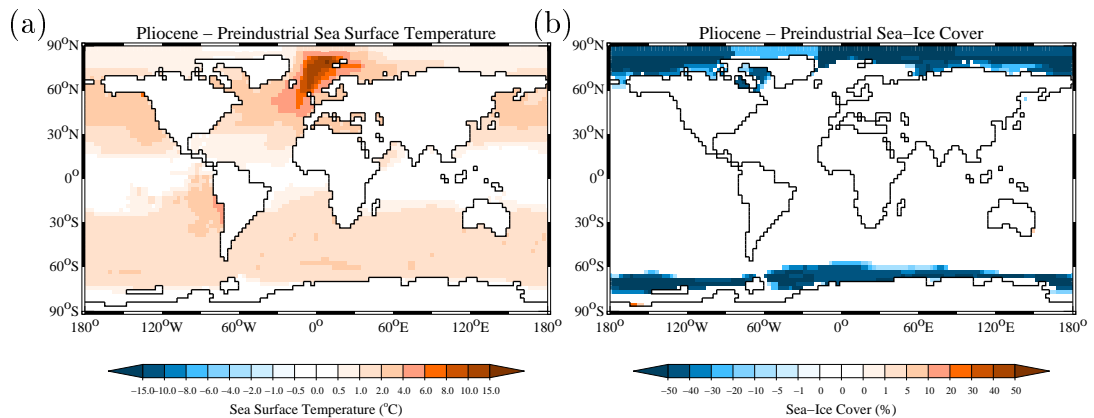 (a)
Pliocene − Preindustrial Sea Surface Temperature
90°N
60°N
30°N
0°
30°S
60°S
90°S
180° 120°W 60°W 0° 60°E 120°E 180°
−15.0 −10.0 −8.0 −6.0 −4.0 −2.0 −1.0 −0.5 0.0 0.5 1.0 2.0 4.0 6.0 8.0 10.0 15.0
Sea Surface Temperature (°C)
(b)
Pliocene − Preindustrial Sea−Ice Cover
90°N
60°N
30°N
0°
30°S
60°S
90°S
180° 120°W 60°W 0° 60°E 120°E 180°
−50 −40 −30 −20 −10 −5 −1 0 0 1 5 10 20 30 40 50
Sea−Ice Cover (%)